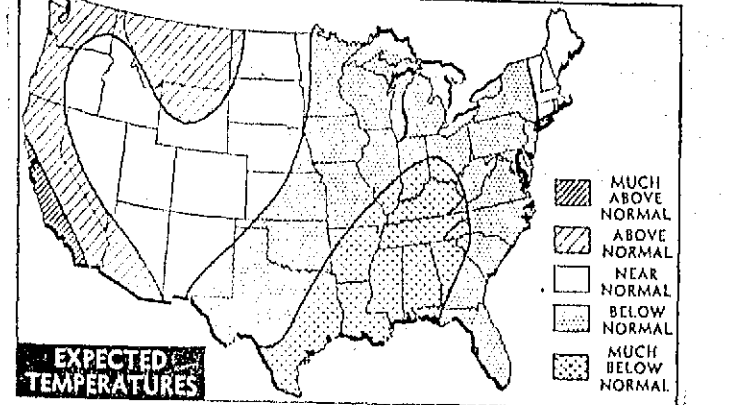 MUCH
ABOVE
NORMAL
ABOVE
NORMAL
NEAR
NORMAL
BELOW
NORMAL
MUCH
BELOW
NORMAL
EXPECTED
TEMPERATURES